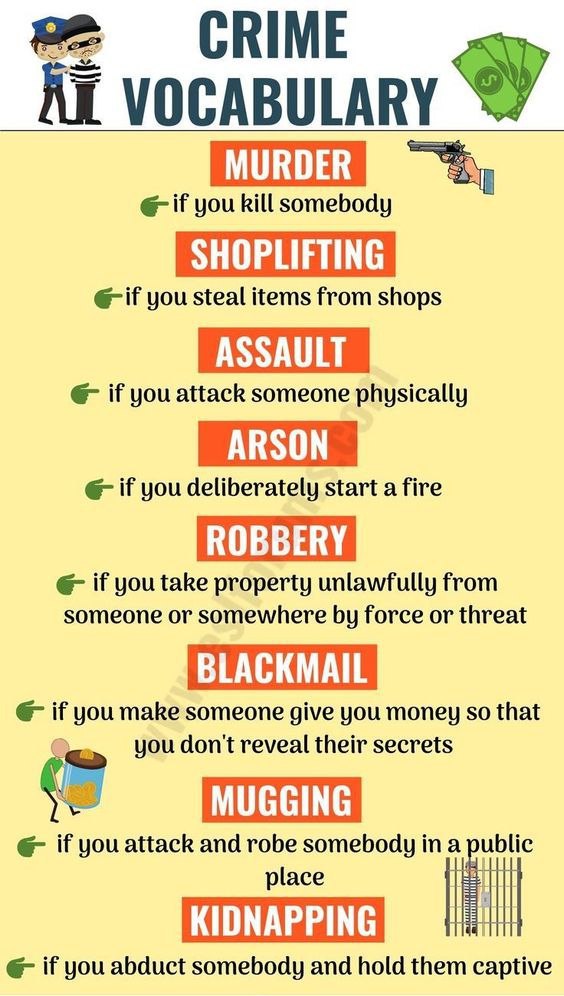 CRIME
VOCABULARY
MURDER
if you kill somebody
SHOPLIFTING
if you steal items from shops
ASSAULT
if you attack someone physically
ARSON
if you deliberately start a fire
ROBBERY
if you take property unlawfully from
someone or somewhere by force or threat
BLACKMAIL
if you make someone give you money so that
you don't reveal their secrets
MUGGING
if you attack and robe somebody in a public
place
KIDNAPPING
if you abduct somebody and hold them captive